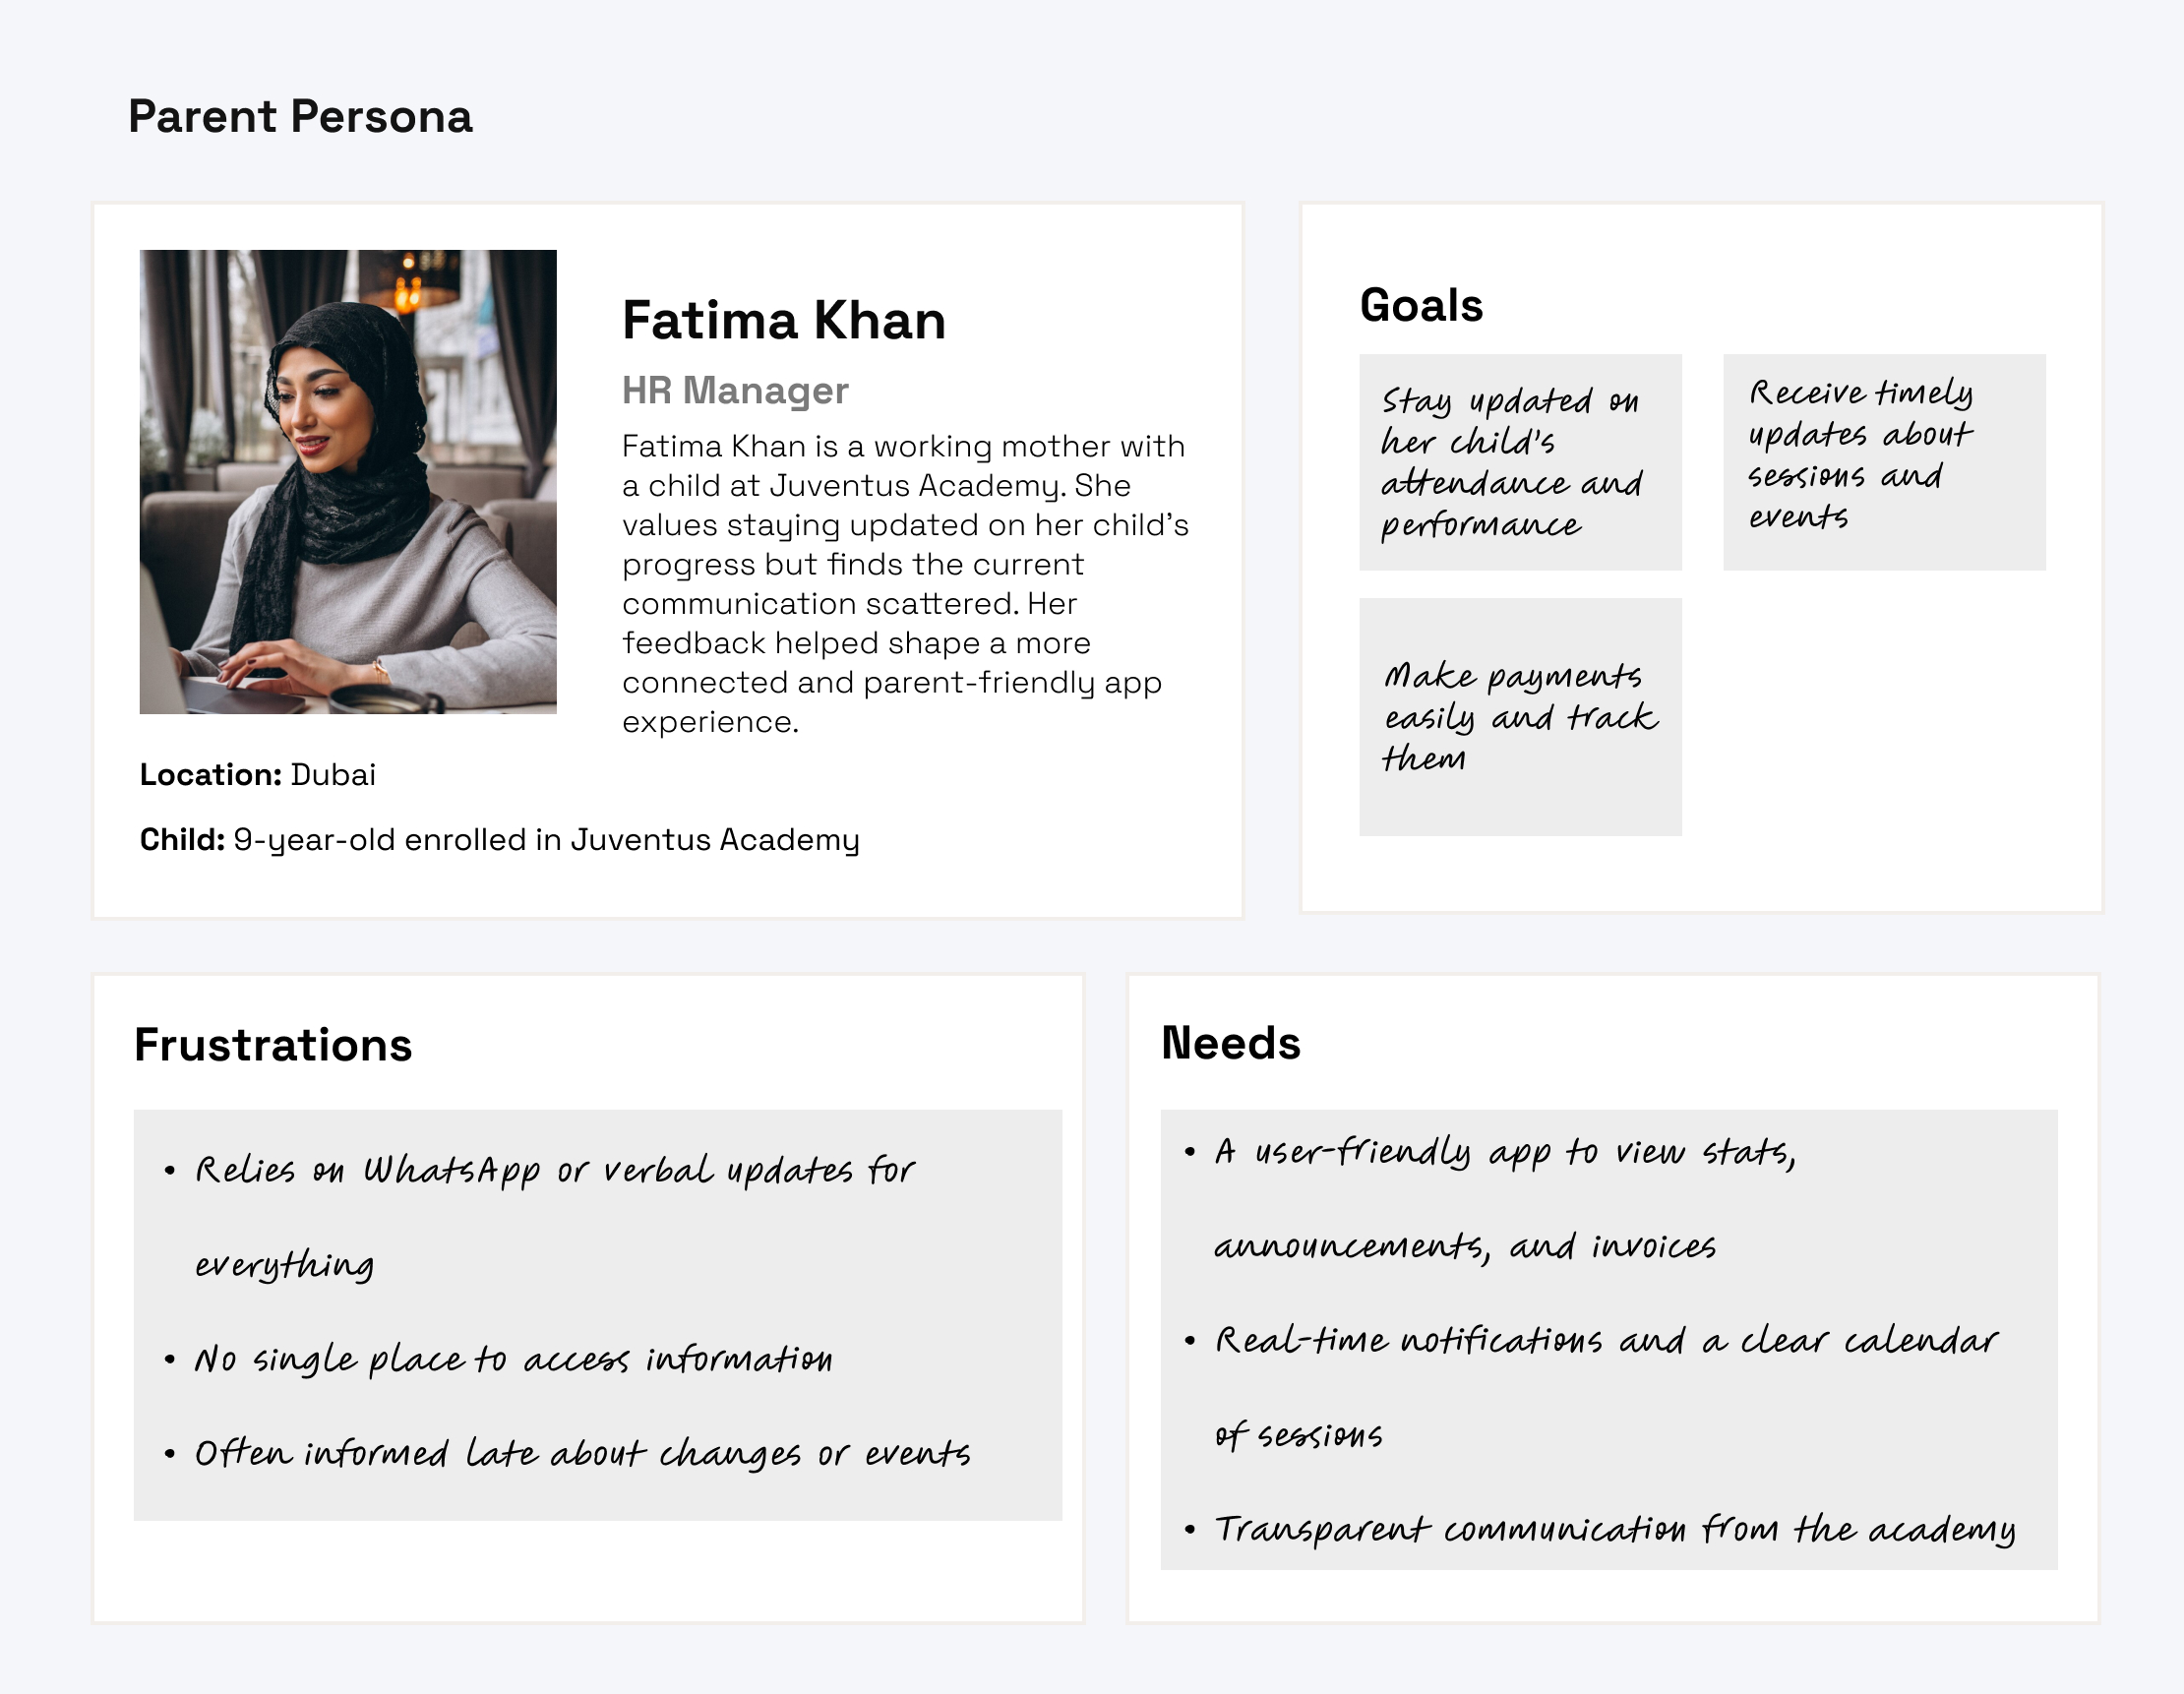 Parent Persona
Fatima Khan
HR Manager
Fatima Khan is a working mother with
a child at Juventus Academy. She
values staying updated on her child's
progress but finds the current
communication scattered. Her
feedback helped shape a more
connected and parent-friendly app
experience.
Location: Dubai
Child: 9-year-old enrolled in Juventus Academy
Goals
Stay updated on
her child's
attendance and
performance
Receive timely
updates about
sessions and
events
Make payments
easily and track
them
Frustrations
• Relies on WhatsApp or verbal updates for
everything
• No single place to access information
• Often informed late about changes or events
Needs
• A user-friendly app to view stats,
announcements, and invoices
• Real-time notifications and a clear calendar
of sessions
• Transparent communication from the academy